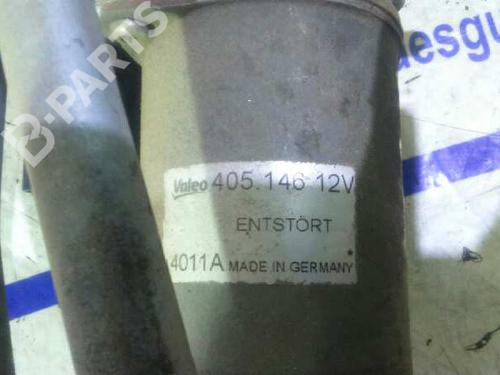 B-PARTS
desgu
Valeo 405.146 12V
ENTSTÖRT
4011A MADE IN GERMANY*